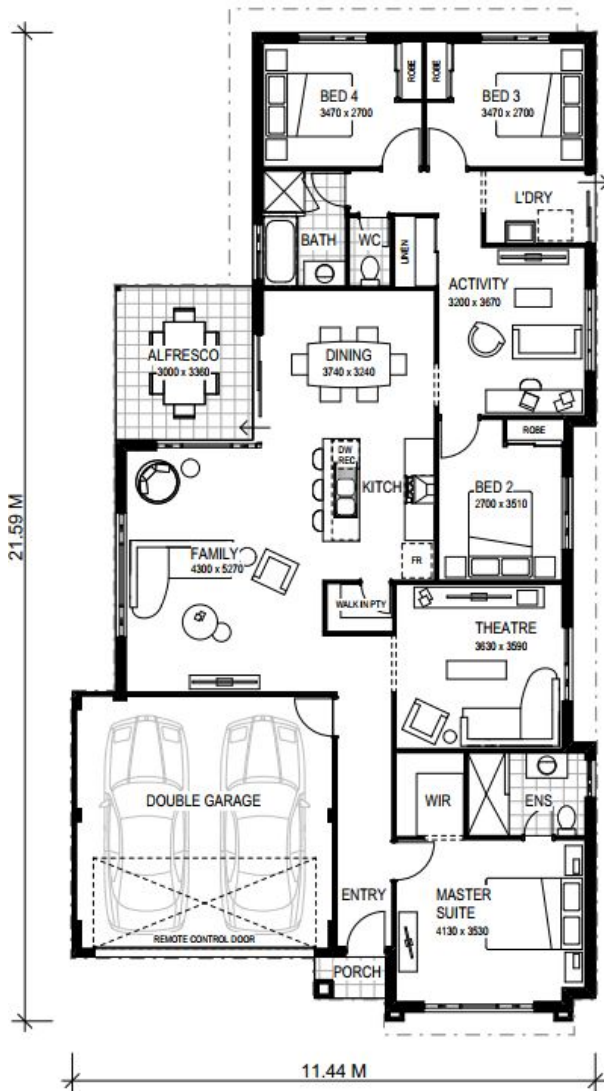 BED 4
3470 x 2700
ROBE
ROBE
BED 3
3470 x 2700
L'DRY
BATH
WC
LINEN
ACTIVITY
3200 x 3670
ALFRESCO
3000 x 3360
DINING
3740 x 3240
ROBE
DW
REC
KITCH
BED 2
2700 x 3510
21.59 M
FAMILY
4300 x 5270
FR
WALK IN PTY
THEATRE
3630 x 3590
DOUBLE GARAGE
WIR
ENS
ENTRY
MASTER
SUITE
4130 x 3530
REMOTE CONTROL DOOR
PORCH
11.44 M